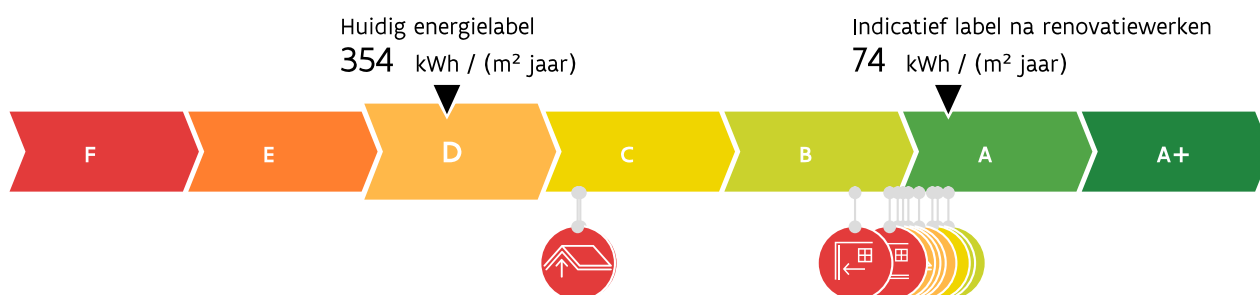 Huidig energielabel
354 kWh / (m² jaar)
Indicatief label na renovatiewerken
74 kWh / (m² jaar)
F E D C B A A+